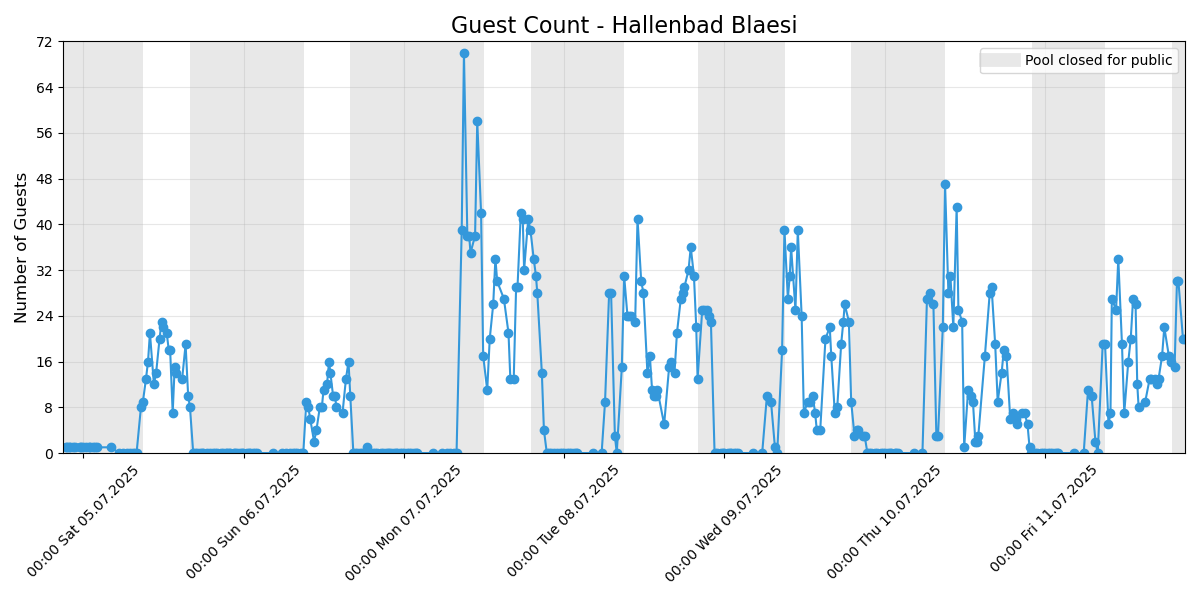 Guest Count - Hallenbad Blaesi
72
64
56
48
40
32
24
16
8
0
Number of Guests
Pool closed for public
00:00 Sat 05.07.2025
00:00 Sun 06.07.2025
00:00 Mon 07.07.2025
00:00 Tue 08.07.2025
00:00 Wed 09.07.2025
00:00 Thu 10.07.2025
00:00 Fri 11.07.2025